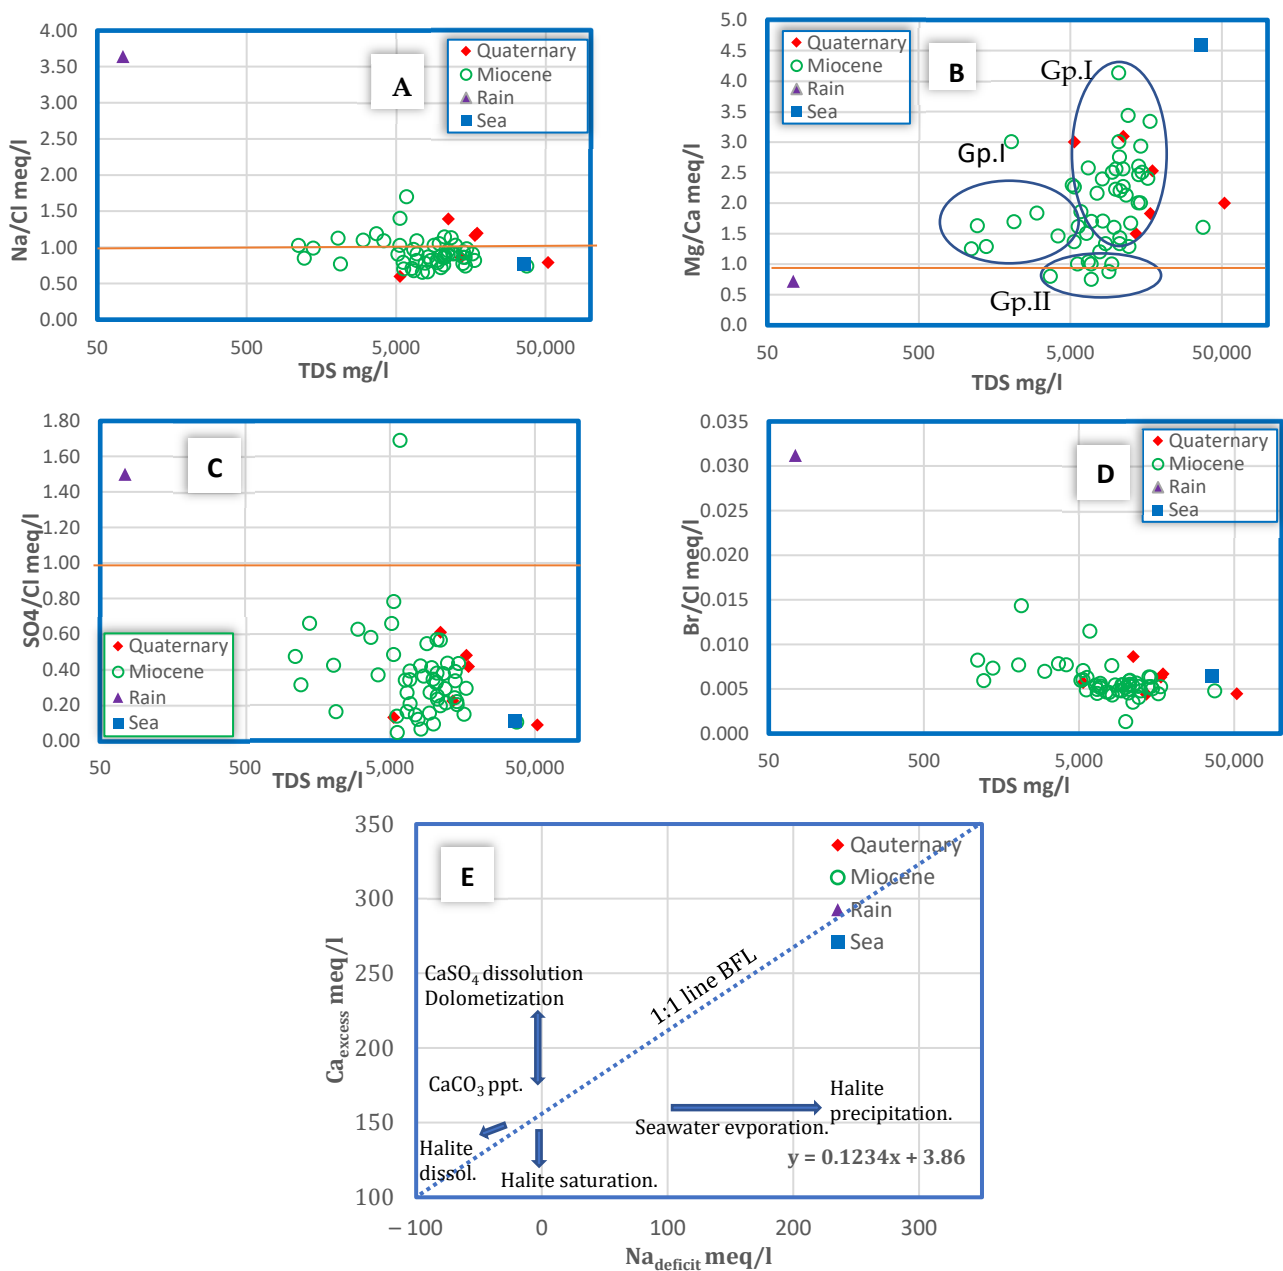 A
Quaternary
Miocene
Rain
Sea
4.00
3.50
3.00
2.50
2.00
1.50
1.00
0.50
0.00
Na/Cl meq/l
50
500
5,000
50,000
TDS mg/l
B
Quaternary
Miocene
Rain
Sea
Gp.I
Gp.I
Gp.II
5.0
4.5
4.0
3.5
3.0
2.5
2.0
1.5
1.0
0.5
0.0
Mg/Ca meq/l
50
500
5,000
50,000
TDS mg/l
C
1.80
1.60
1.40
1.20
1.00
0.80
0.60
0.40
0.20
0.00
SO4/Cl meq/l
Quaternary
Miocene
Rain
Sea
50
500
5,000
50,000
TDS mg/l
D
Quaternary
Miocene
Rain
Sea
0.035
0.030
0.025
0.020
0.015
0.010
0.005
0.000
Br/Cl meq/l
50
500
5,000
50,000
TDS mg/l
E
Qauternary
Miocene
Rain
Sea
350
300
250
200
150
100
Ca excess meq/l
CaSO4 dissolution
Dolometization
1:1 line BFL
CaCO3 ppt.
Halite
precipitation.
Seawater evporation.
Halite
dissol.
Halite saturation.
y = 0.1234x + 3.86
– 100
0
100
200
300
Na deficit meq/l